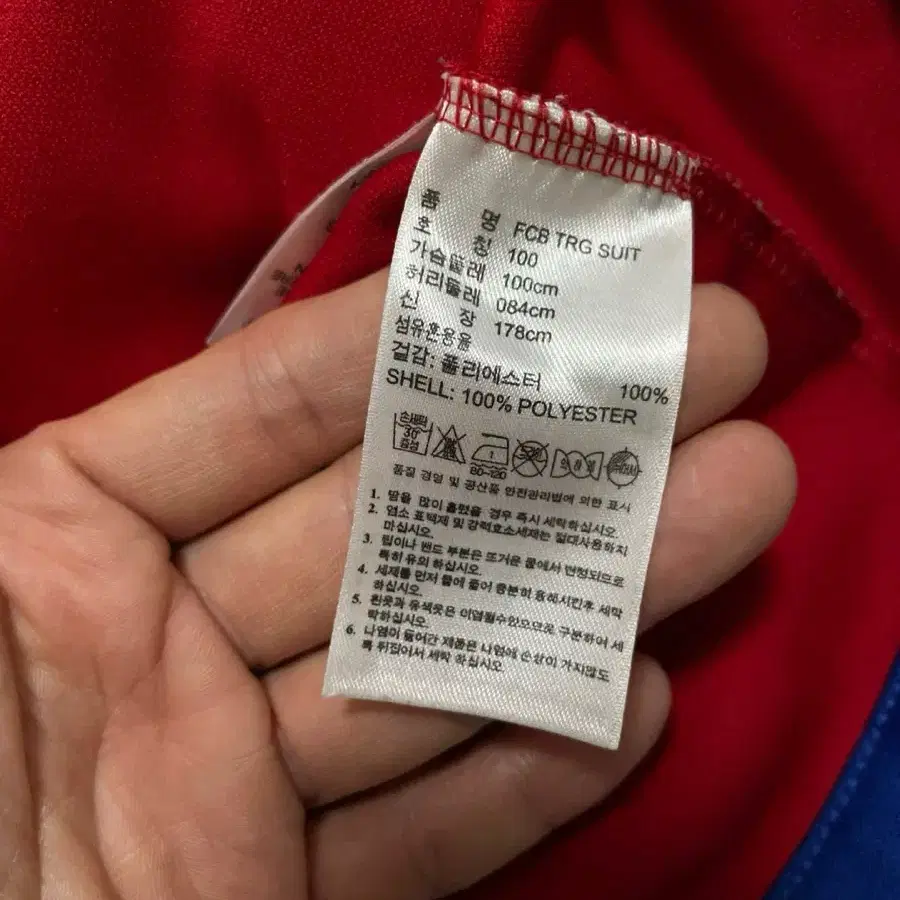 품 명 FCB TRG SUIT
호 칭 100
가슴둘레 100cm
허리둘레 084cm
신 장 178cm
섬유혼용율
겉감: 폴리에스터 100%
SHELL: 100% POLYESTER
손세탁
30
중성
80-120
품질 경영 및 공산품 안전관리법에 의한 표시
1. 땀을 많이 흘렸을 경우 즉시 세탁하십시오.
2. 염소 표백제 및 강력효소세제는 절대사용하지
마십시오.
3. 립이나 밴드 부분은 뜨거운 물에서 변형되므로
특히 유의 하십시오.
4. 세제를 먼저 물에 풀어 충분히 용해시킨후 세탁
하십시오.
5. 흰옷과 유색옷은 이염될수있으므로 구분하여 세
탁하십시오.
6. 나염이 들어간 제품은 나염에 손상이 가지않도
록 뒤집어서 세탁 하십시오.